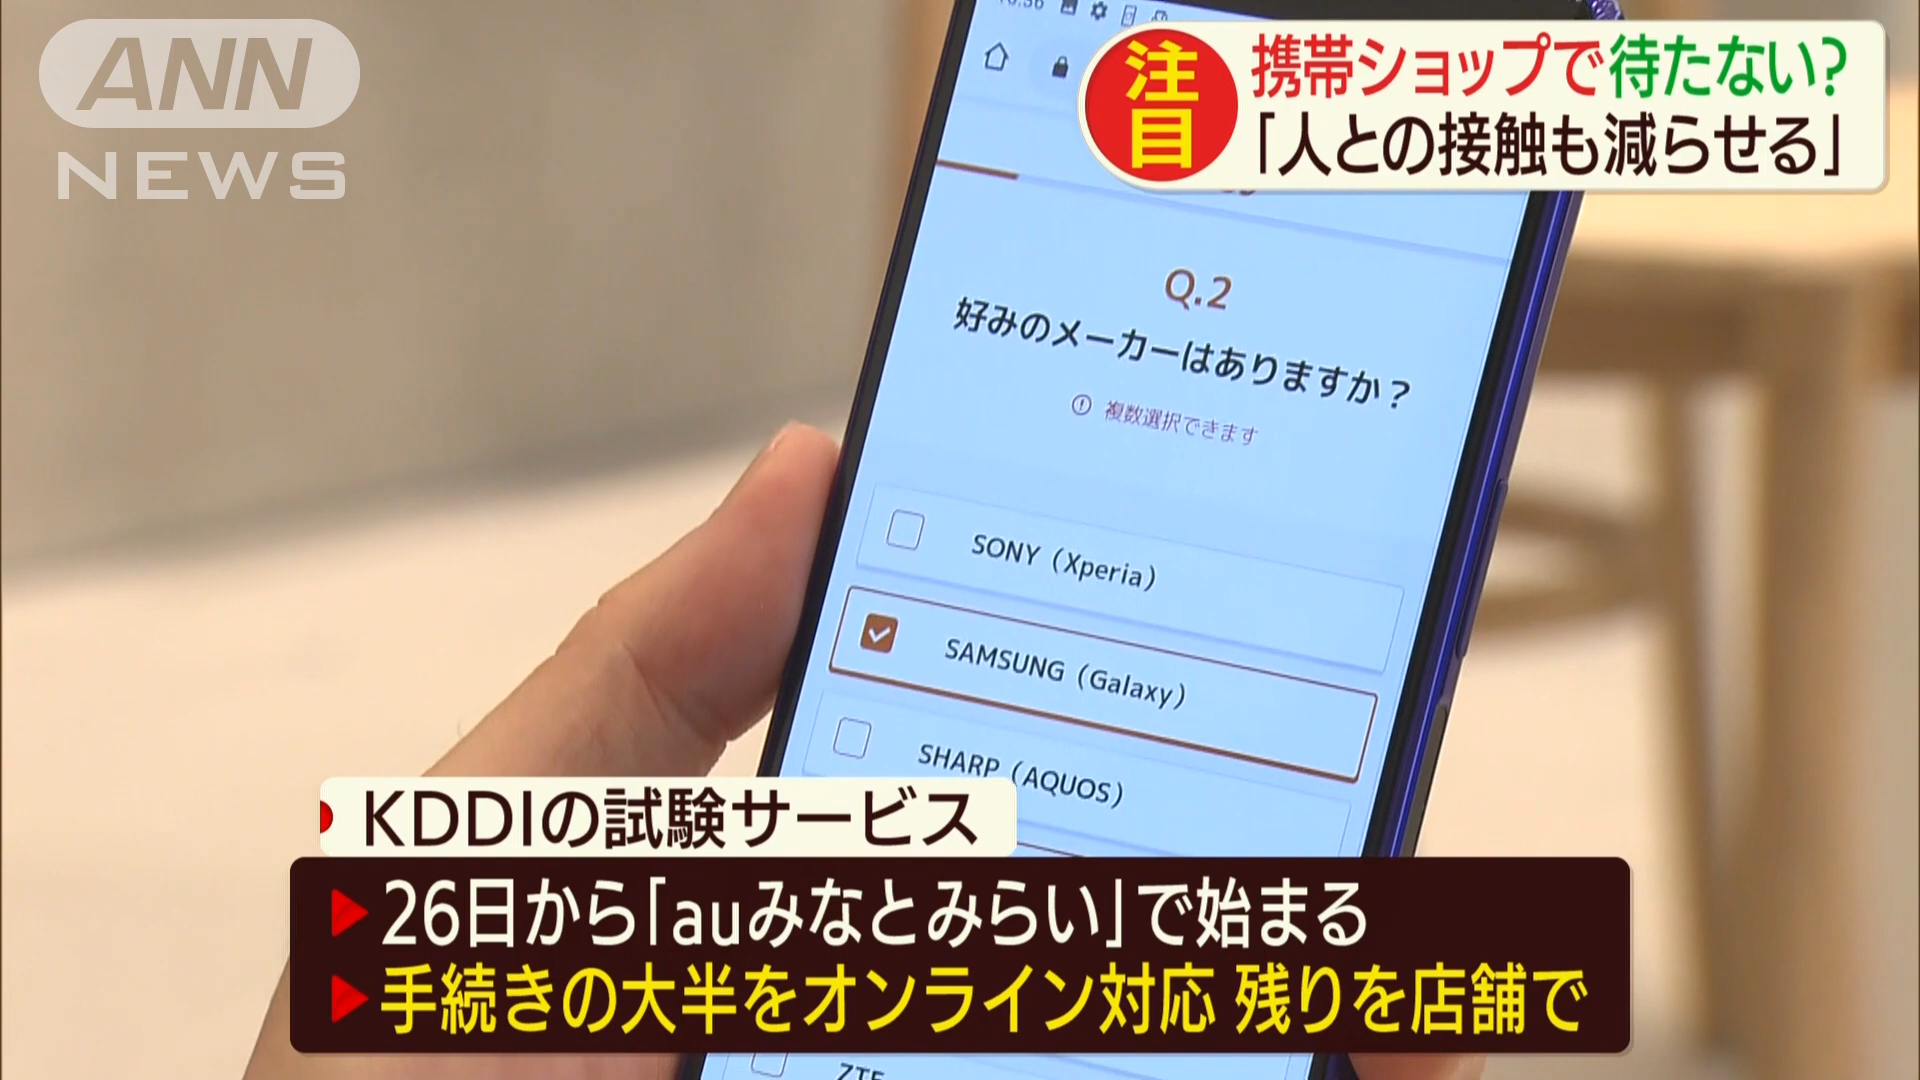 ANN
NEWS
注目
携帯ショップで待たない?
「人との接触も減らせる」
Q.2
好みのメーカーはありますか？
複数選択できます
SONY（Xperia）
SAMSUNG（Galaxy）
SHARP（AQUOS）
KDDIの試験サービス
26日から「auみなとみらい」で始まる
手続きの大半をオンライン対応 残りを店舗で
ZTE